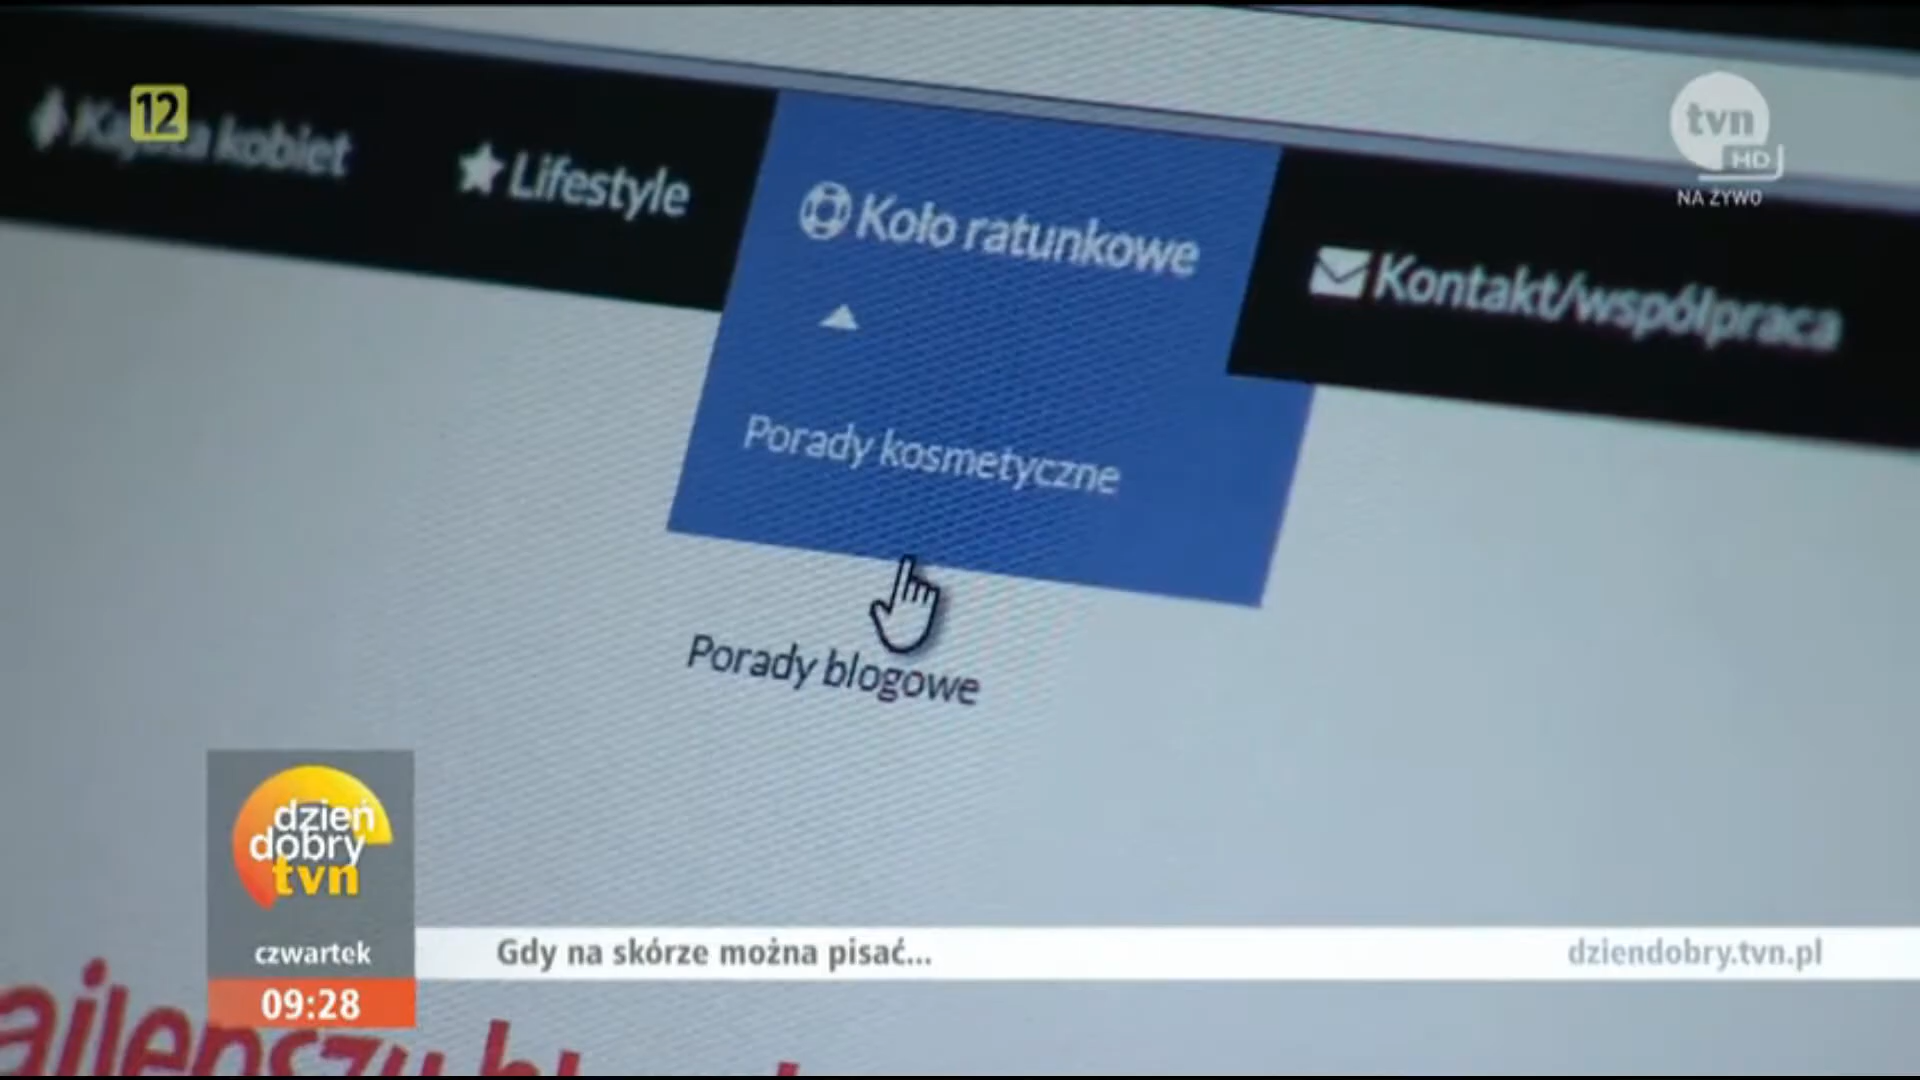 12
tvn
HD
NA ŻYWO
kobiet
Lifestyle
Koło ratunkowe
Kontakt/współpraca
Porady kosmetyczne
Porady blogowe
dzień
dobry
tvn
czwartek
Gdy na skórze można pisać...
dziendobry.tvn.pl
09:28